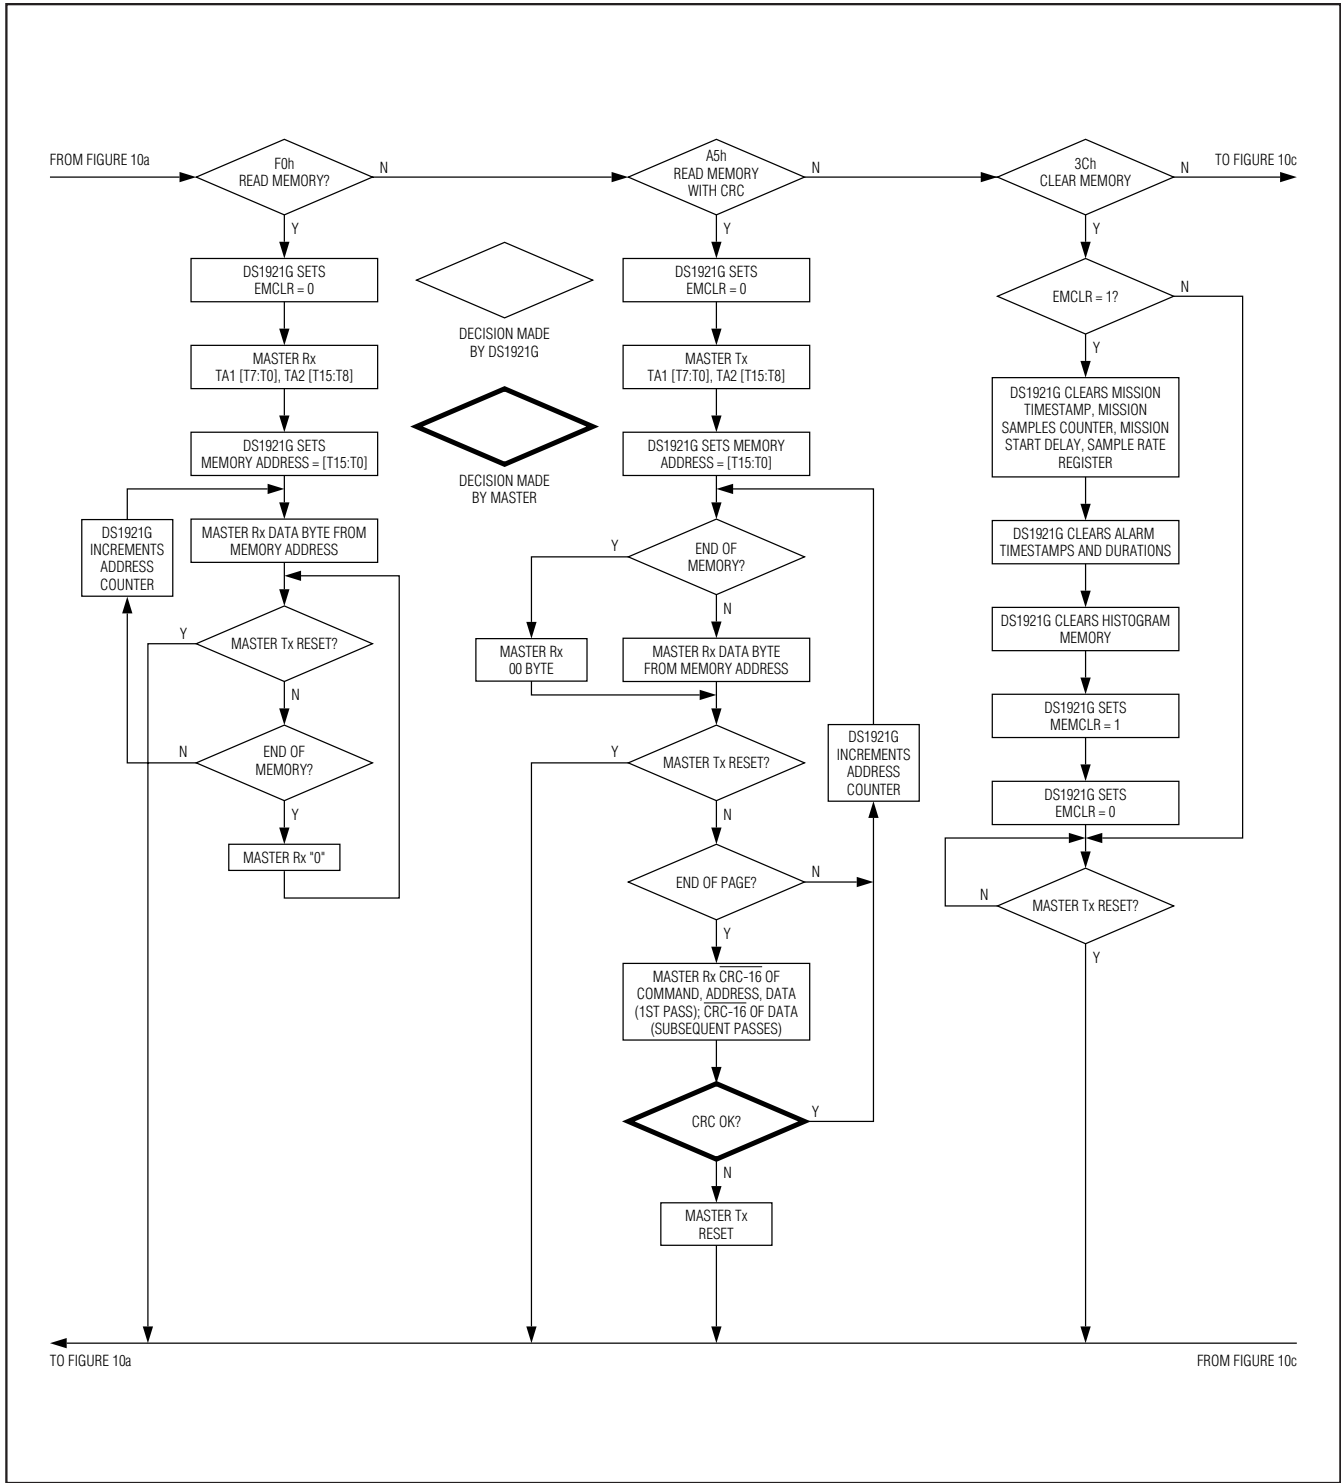 FROM FIGURE 10a
F0h
READ MEMORY?
N
Y
DS1921G SETS
EMCLR = 0
MASTER Rx
TA1 [T7:T0], TA2 [T15:T8]
DS1921G SETS
MEMORY ADDRESS = [T15:T0]
DS1921G
INCREMENTS
ADDRESS
COUNTER
MASTER Rx DATA BYTE FROM
MEMORY ADDRESS
Y
MASTER Tx RESET?
N
N
END OF
MEMORY?
Y
MASTER Rx "0"
DECISION MADE
BY DS1921G
DECISION MADE
BY MASTER
A5h
READ MEMORY
WITH CRC
N
Y
DS1921G SETS
EMCLR = 0
MASTER Tx
TA1 [T7:T0], TA2 [T15:T8]
DS1921G SETS MEMORY
ADDRESS = [T15:T0]
Y
END OF
MEMORY?
N
MASTER Rx
00 BYTE
MASTER Rx DATA BYTE
FROM MEMORY ADDRESS
Y
MASTER Tx RESET?
N
DS1921G
INCREMENTS
ADDRESS
COUNTER
END OF PAGE?
N
Y
MASTER Rx CRC-16 OF
COMMAND, ADDRESS, DATA
(1ST PASS); CRC-16 OF DATA
(SUBSEQUENT PASSES)
CRC OK?
Y
N
MASTER Tx
RESET
3Ch
CLEAR MEMORY
N
TO FIGURE 10c
Y
EMCLR = 1?
N
Y
DS1921G CLEARS MISSION
TIMESTAMP, MISSION
SAMPLES COUNTER, MISSION
START DELAY, SAMPLE RATE
REGISTER
DS1921G CLEARS ALARM
TIMESTAMPS AND DURATIONS
DS1921G CLEARS HISTOGRAM
MEMORY
DS1921G SETS
MEMCLR = 1
DS1921G SETS
EMCLR = 0
N
MASTER Tx RESET?
Y
TO FIGURE 10a
FROM FIGURE 10c